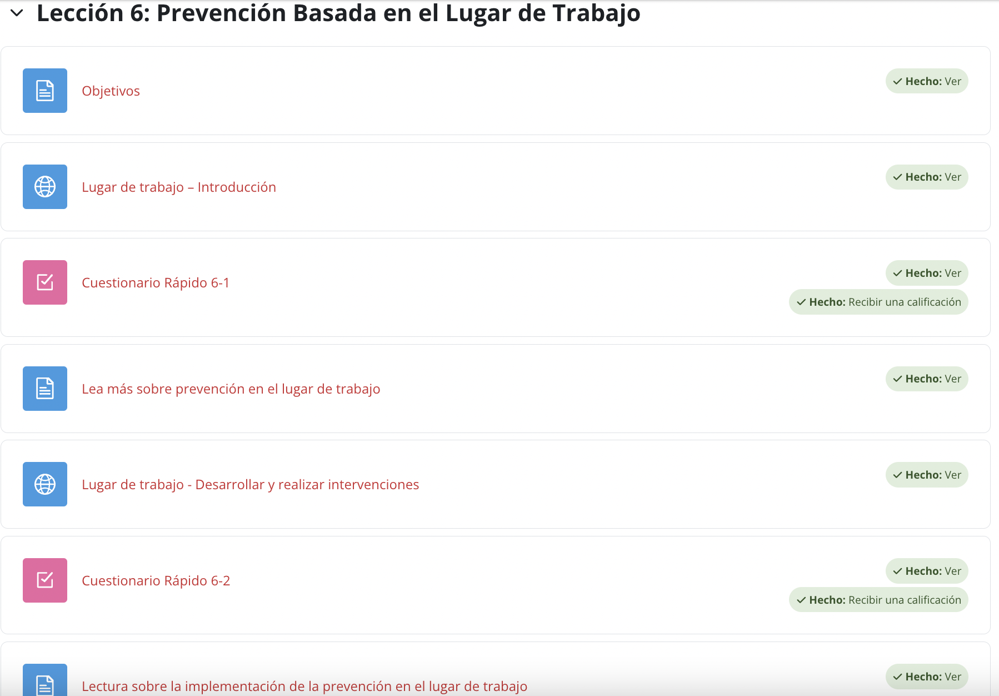 Lección 6: Prevención Basada en el Lugar de Trabajo
Objetivos
Hecho: Ver
Lugar de trabajo – Introducción
Hecho: Ver
Cuestionario Rápido 6-1
Hecho: Ver
Hecho: Recibir una calificación
Lea más sobre prevención en el lugar de trabajo
Hecho: Ver
Lugar de trabajo - Desarrollar y realizar intervenciones
Hecho: Ver
Cuestionario Rápido 6-2
Hecho: Ver
Hecho: Recibir una calificación
Lectura sobre la implementación de la prevención en el lugar de trabajo
Hecho: Ver